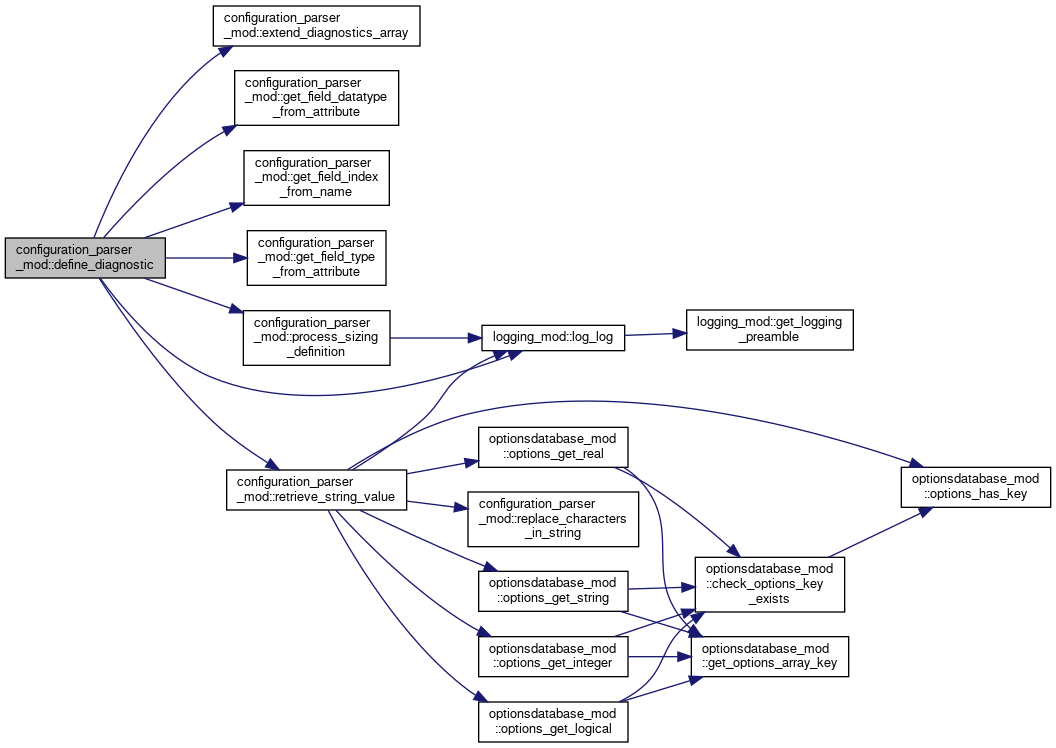 configuration_parser
_mod::extend_diagnostics_array
configuration_parser
_mod::get_field_datatype
_from_attribute
configuration_parser
_mod::get_field_index
_from_name
configuration_parser
_mod::define_diagnostic
configuration_parser
_mod::get_field_type
_from_attribute
configuration_parser
_mod::process_sizing
_definition
logging_mod::log_log
logging_mod::get_logging
_preamble
configuration_parser
_mod::retrieve_string_value
optionsdatabase_mod
::options_get_real
optionsdatabase_mod
::options_has_key
configuration_parser
_mod::replace_characters
_in_string
optionsdatabase_mod
::options_get_string
optionsdatabase_mod
::check_options_key
_exists
optionsdatabase_mod
::options_get_integer
optionsdatabase_mod
::get_options_array_key
optionsdatabase_mod
::options_get_logical